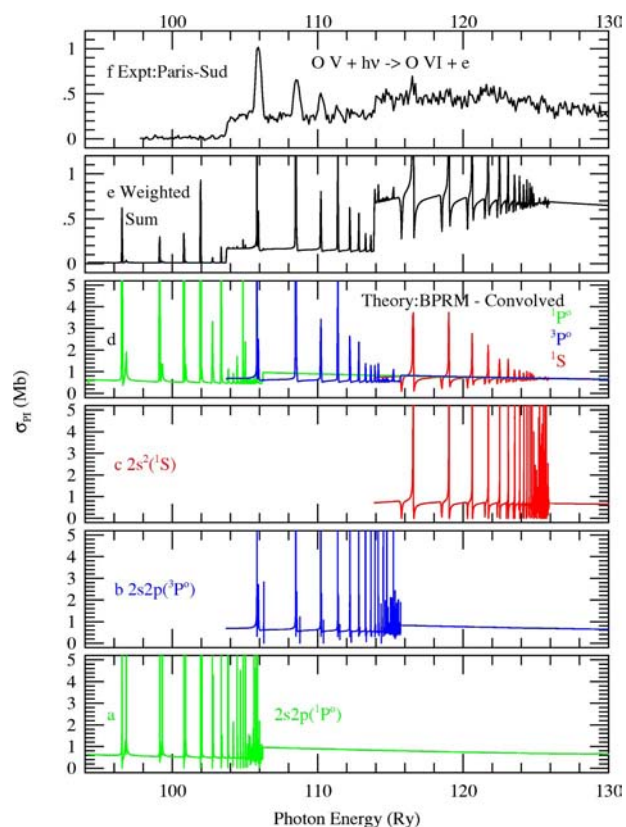 100 110 120 130
1
.5
0
f Expt:Paris-Sud
O V + hν -> O VI + e
1
.5
0
e Weighted
Sum
5
4
3
2
1
0
d
Theory:BPRM - Convolved
¹Pᵒ
³Pᵒ
¹S
σPI (Mb)
5
4
3
2
1
0
c 2s²(¹S)
5
4
3
2
1
0
b 2s2p(³Pᵒ)
5
4
3
2
1
0
a
2s2p(¹Pᵒ)
100 110 120 130
Photon Energy (Ry)